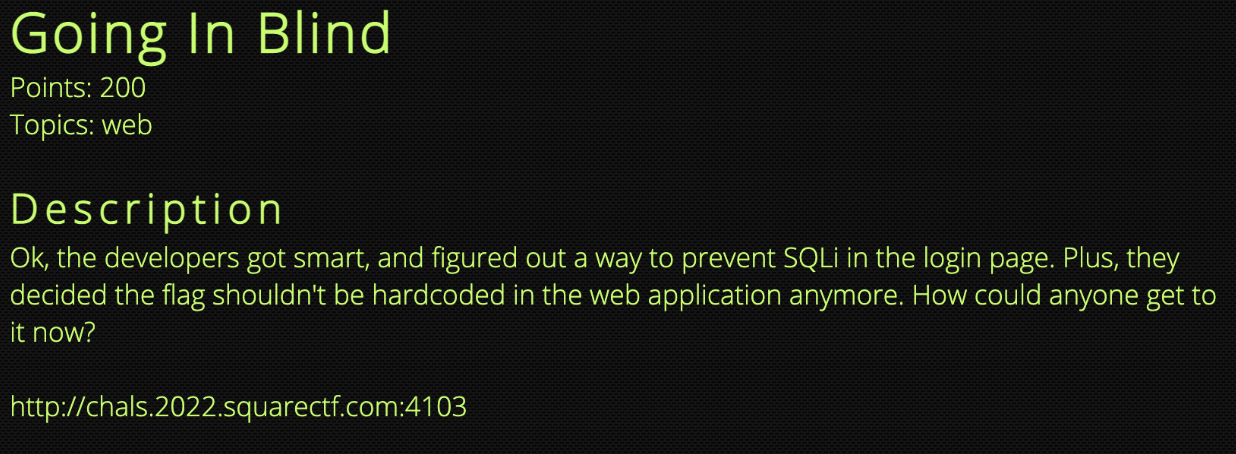 Going In Blind
Points: 200
Topics: web
Description
Ok, the developers got smart, and figured out a way to prevent SQLi in the login page. Plus, they
decided the flag shouldn't be hardcoded in the web application anymore. How could anyone get to
it now?
http://chals.2022.squarectf.com:4103